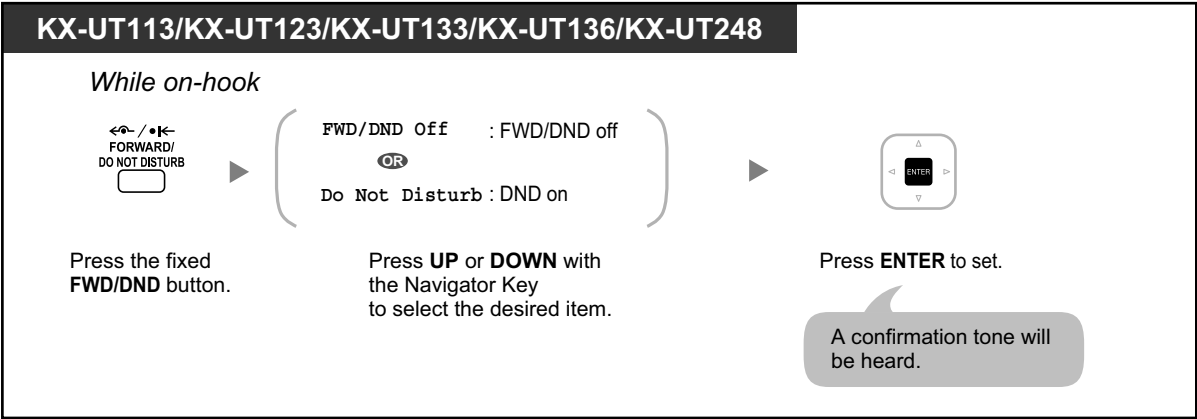 KX-UT113/KX-UT123/KX-UT133/KX-UT136/KX-UT248
While on-hook
FORWARD/
DO NOT DISTURB
FWD/DND Off : FWD/DND off
OR
Do Not Disturb : DND on
ENTER
Press the fixed
FWD/DND button.
Press UP or DOWN with
the Navigator Key
to select the desired item.
Press ENTER to set.
A confirmation tone will
be heard.